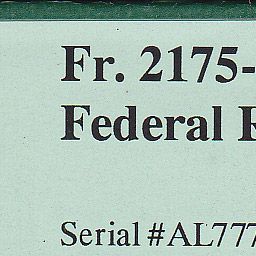 Fr. 2175-
Federal R
Serial #AL777